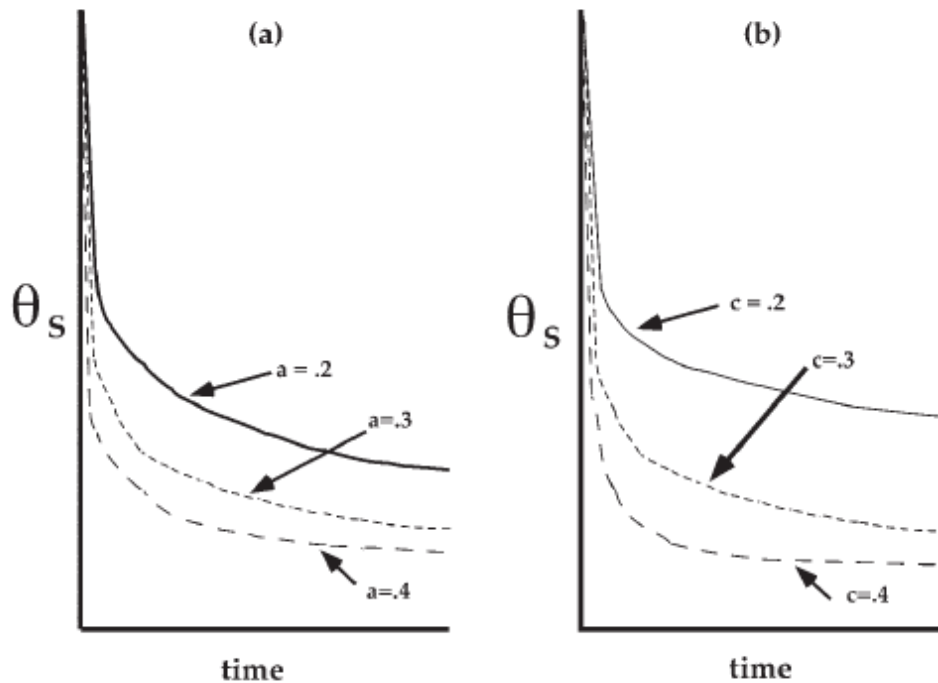 (a)
θs
a = .2
a=.3
a=.4
time
(b)
θs
c = .2
c=.3
c=.4
time